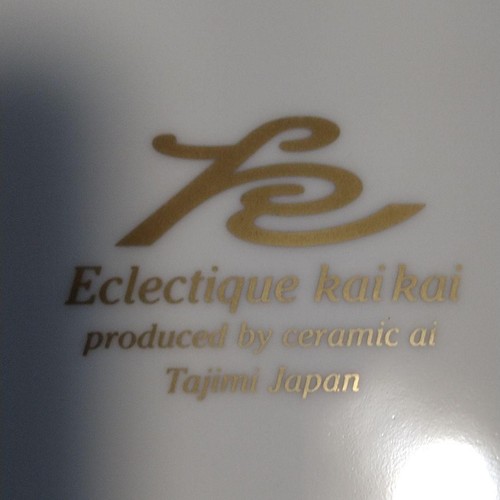 Eclectique kai kai
produced by ceramic ai
Tajimi Japan